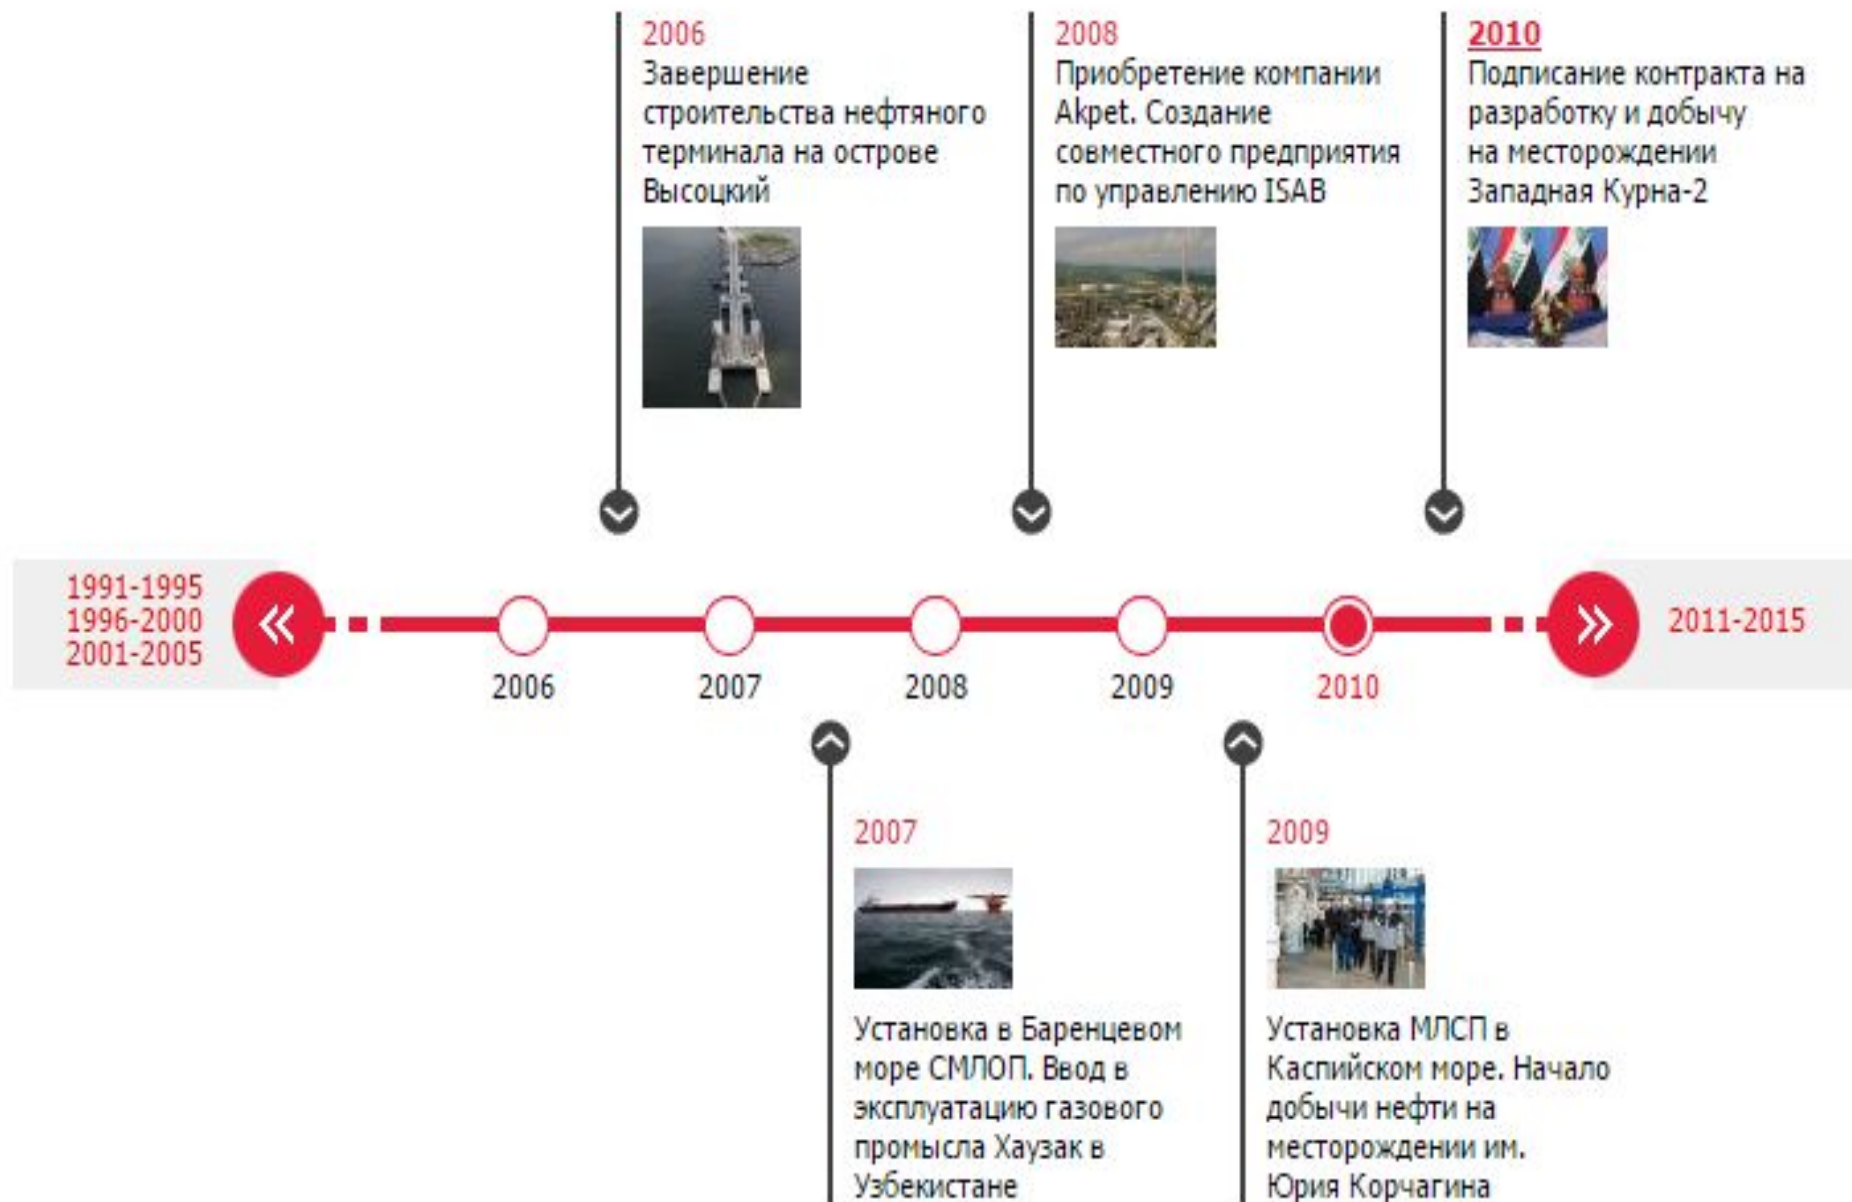 2006
Завершение
строительства нефтяного
терминала на острове
Высоцкий
2008
Приобретение компании
Akpet. Создание
совместного предприятия
по управлению ISAB
2010
Подписание контракта на
разработку и добычу
на месторождении
Западная Курна-2
1991-1995
1996-2000
2001-2005
2006
2007
2008
2009
2010
2011-2015
2007
Установка в Баренцевом
море СМЛОП. Ввод в
эксплуатацию газового
промысла Хаузак в
Узбекистане
2009
Установка МЛСП в
Каспийском море. Начало
добычи нефти на
месторождении им.
Юрия Корчагина